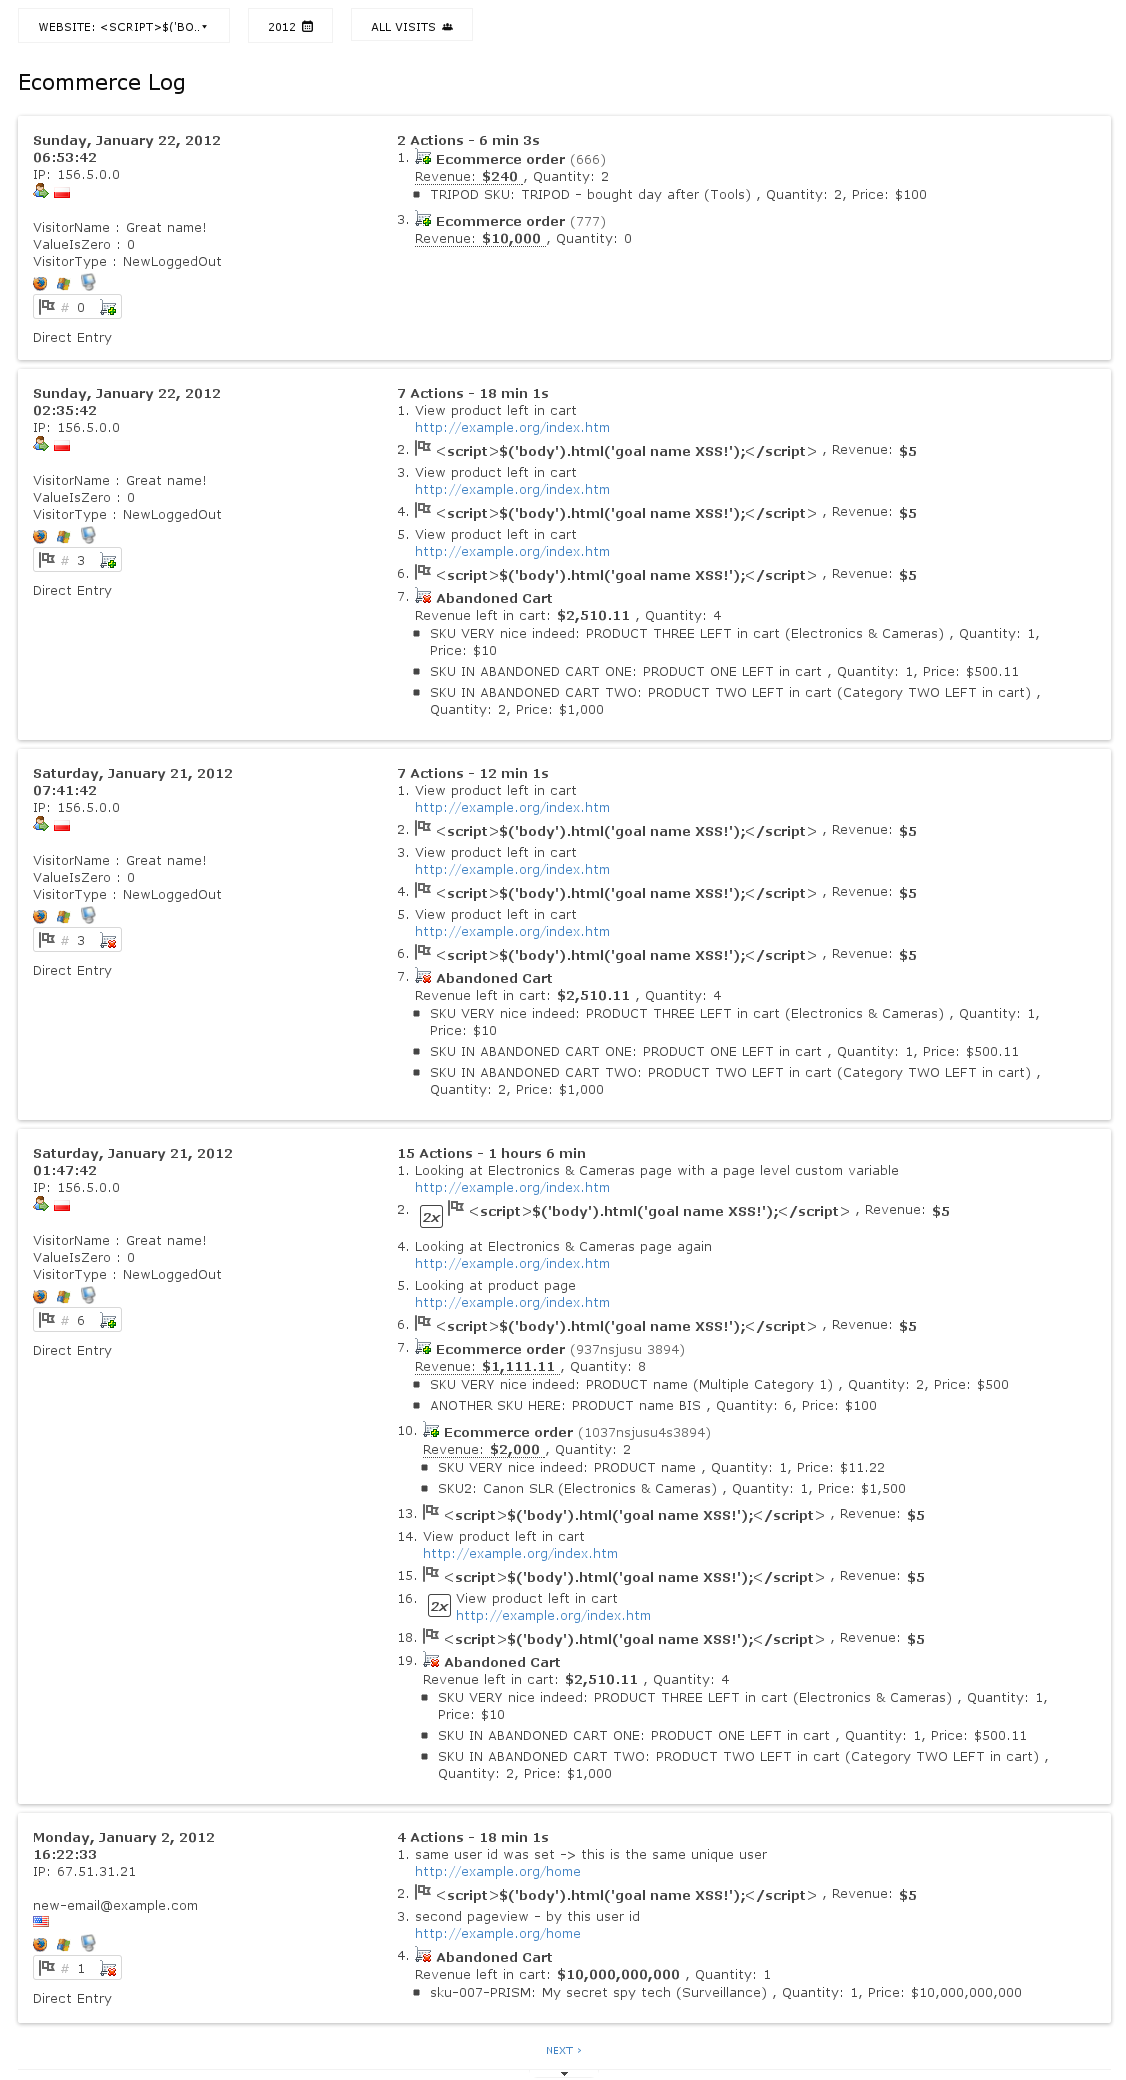 WEBSITE: <SCRIPT>$('BO..
2012
ALL VISITS
Ecommerce Log
Sunday, January 22, 2012
06:53:42
IP: 156.5.0.0
VisitorName : Great name!
ValueIsZero : 0
VisitorType : NewLoggedOut
# 0
Direct Entry
2 Actions - 6 min 3s
1. Ecommerce order (666)
Revenue: $240 , Quantity: 2
TRIPOD SKU: TRIPOD - bought day after (Tools) , Quantity: 2, Price: $100
3. Ecommerce order (777)
Revenue: $10,000 , Quantity: 0
Sunday, January 22, 2012
02:35:42
IP: 156.5.0.0
VisitorName : Great name!
ValueIsZero : 0
VisitorType : NewLoggedOut
# 3
Direct Entry
7 Actions - 18 min 1s
1. View product left in cart
http://example.org/index.htm
2. <script>$('body').html('goal name XSS!');</script> , Revenue: $5
3. View product left in cart
http://example.org/index.htm
4. <script>$('body').html('goal name XSS!');</script> , Revenue: $5
5. View product left in cart
http://example.org/index.htm
6. <script>$('body').html('goal name XSS!');</script> , Revenue: $5
7. Abandoned Cart
Revenue left in cart: $2,510.11 , Quantity: 4
SKU VERY nice indeed: PRODUCT THREE LEFT in cart (Electronics & Cameras) , Quantity: 1,
Price: $10
SKU IN ABANDONED CART ONE: PRODUCT ONE LEFT in cart , Quantity: 1, Price: $500.11
SKU IN ABANDONED CART TWO: PRODUCT TWO LEFT in cart (Category TWO LEFT in cart) ,
Quantity: 2, Price: $1,000
Saturday, January 21, 2012
07:41:42
IP: 156.5.0.0
VisitorName : Great name!
ValueIsZero : 0
VisitorType : NewLoggedOut
# 3
Direct Entry
7 Actions - 12 min 1s
1. View product left in cart
http://example.org/index.htm
2. <script>$('body').html('goal name XSS!');</script> , Revenue: $5
3. View product left in cart
http://example.org/index.htm
4. <script>$('body').html('goal name XSS!');</script> , Revenue: $5
5. View product left in cart
http://example.org/index.htm
6. <script>$('body').html('goal name XSS!');</script> , Revenue: $5
7. Abandoned Cart
Revenue left in cart: $2,510.11 , Quantity: 4
SKU VERY nice indeed: PRODUCT THREE LEFT in cart (Electronics & Cameras) , Quantity: 1,
Price: $10
SKU IN ABANDONED CART ONE: PRODUCT ONE LEFT in cart , Quantity: 1, Price: $500.11
SKU IN ABANDONED CART TWO: PRODUCT TWO LEFT in cart (Category TWO LEFT in cart) ,
Quantity: 2, Price: $1,000
Saturday, January 21, 2012
01:47:42
IP: 156.5.0.0
VisitorName : Great name!
ValueIsZero : 0
VisitorType : NewLoggedOut
# 6
Direct Entry
15 Actions - 1 hours 6 min
1. Looking at Electronics & Cameras page with a page level custom variable
http://example.org/index.htm
2. 2x <script>$('body').html('goal name XSS!');</script> , Revenue: $5
4. Looking at Electronics & Cameras page again
http://example.org/index.htm
5. Looking at product page
http://example.org/index.htm
6. <script>$('body').html('goal name XSS!');</script> , Revenue: $5
7. Ecommerce order (937nsjusu 3894)
Revenue: $1,111.11 , Quantity: 8
SKU VERY nice indeed: PRODUCT name (Multiple Category 1) , Quantity: 2, Price: $500
ANOTHER SKU HERE: PRODUCT name BIS , Quantity: 6, Price: $100
10. Ecommerce order (1037nsjusu4s3894)
Revenue: $2,000 , Quantity: 2
SKU VERY nice indeed: PRODUCT name , Quantity: 1, Price: $11.22
SKU2: Canon SLR (Electronics & Cameras) , Quantity: 1, Price: $1,500
13. <script>$('body').html('goal name XSS!');</script> , Revenue: $5
14. View product left in cart
http://example.org/index.htm
15. <script>$('body').html('goal name XSS!');</script> , Revenue: $5
16. 2x View product left in cart
http://example.org/index.htm
18. <script>$('body').html('goal name XSS!');</script> , Revenue: $5
19. Abandoned Cart
Revenue left in cart: $2,510.11 , Quantity: 4
SKU VERY nice indeed: PRODUCT THREE LEFT in cart (Electronics & Cameras) , Quantity: 1,
Price: $10
SKU IN ABANDONED CART ONE: PRODUCT ONE LEFT in cart , Quantity: 1, Price: $500.11
SKU IN ABANDONED CART TWO: PRODUCT TWO LEFT in cart (Category TWO LEFT in cart) ,
Quantity: 2, Price: $1,000
Monday, January 2, 2012
16:22:33
IP: 67.51.31.21
new-email@example.com
# 1
Direct Entry
4 Actions - 18 min 1s
1. same user id was set -> this is the same unique user
http://example.org/home
2. <script>$('body').html('goal name XSS!');</script> , Revenue: $5
3. second pageview - by this user id
http://example.org/home
4. Abandoned Cart
Revenue left in cart: $10,000,000,000 , Quantity: 1
sku-007-PRISM: My secret spy tech (Surveillance) , Quantity: 1, Price: $10,000,000,000
NEXT ›